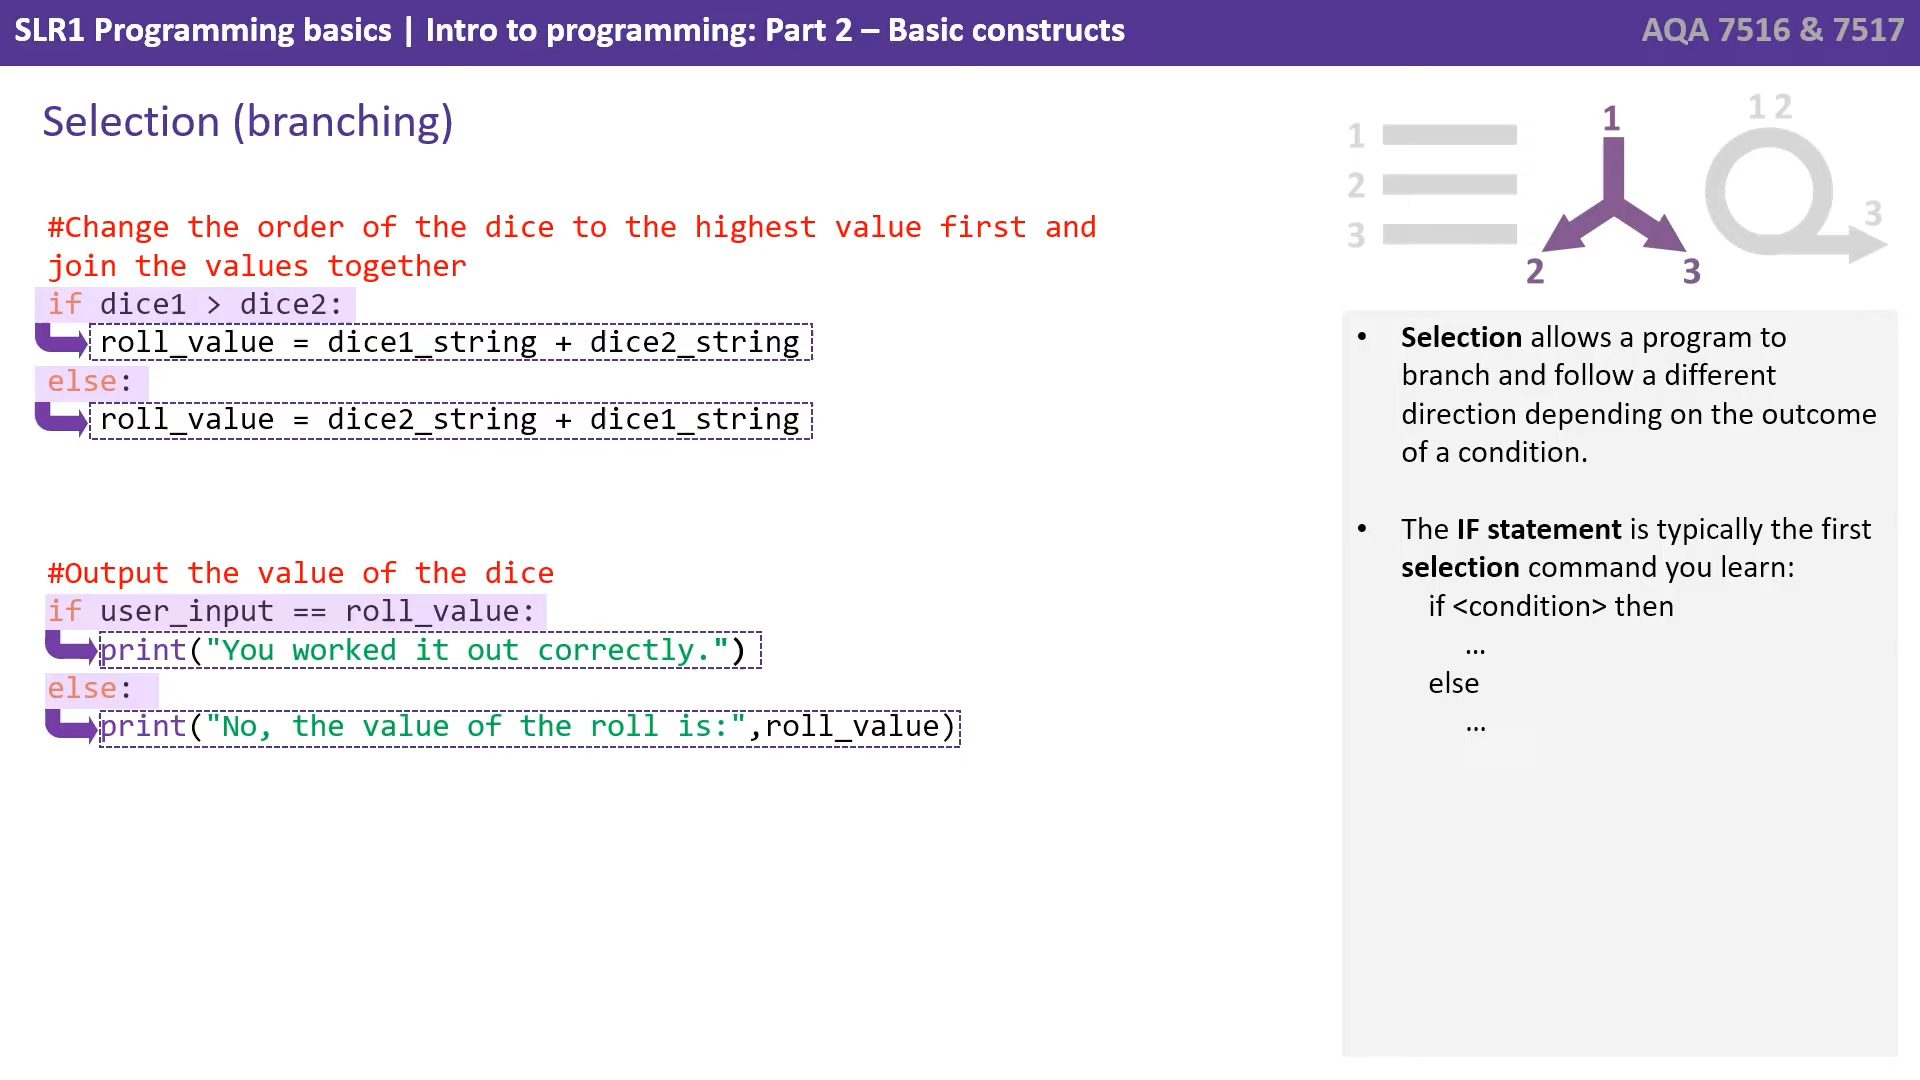 SLR1 Programming basics | Intro to programming: Part 2 – Basic constructs
AQA 7516 & 7517
Selection (branching)
#Change the order of the dice to the highest value first and
join the values together
if dice1 > dice2:
roll_value = dice1_string + dice2_string
else:
roll_value = dice2_string + dice1_string
#Output the value of the dice
if user_input == roll_value:
print("You worked it out correctly.")
else:
print("No, the value of the roll is:",roll_value)
1
2
3
1
2
3
1 2
3
• Selection allows a program to
branch and follow a different
direction depending on the outcome
of a condition.
• The IF statement is typically the first
selection command you learn:
if <condition> then
…
else
…